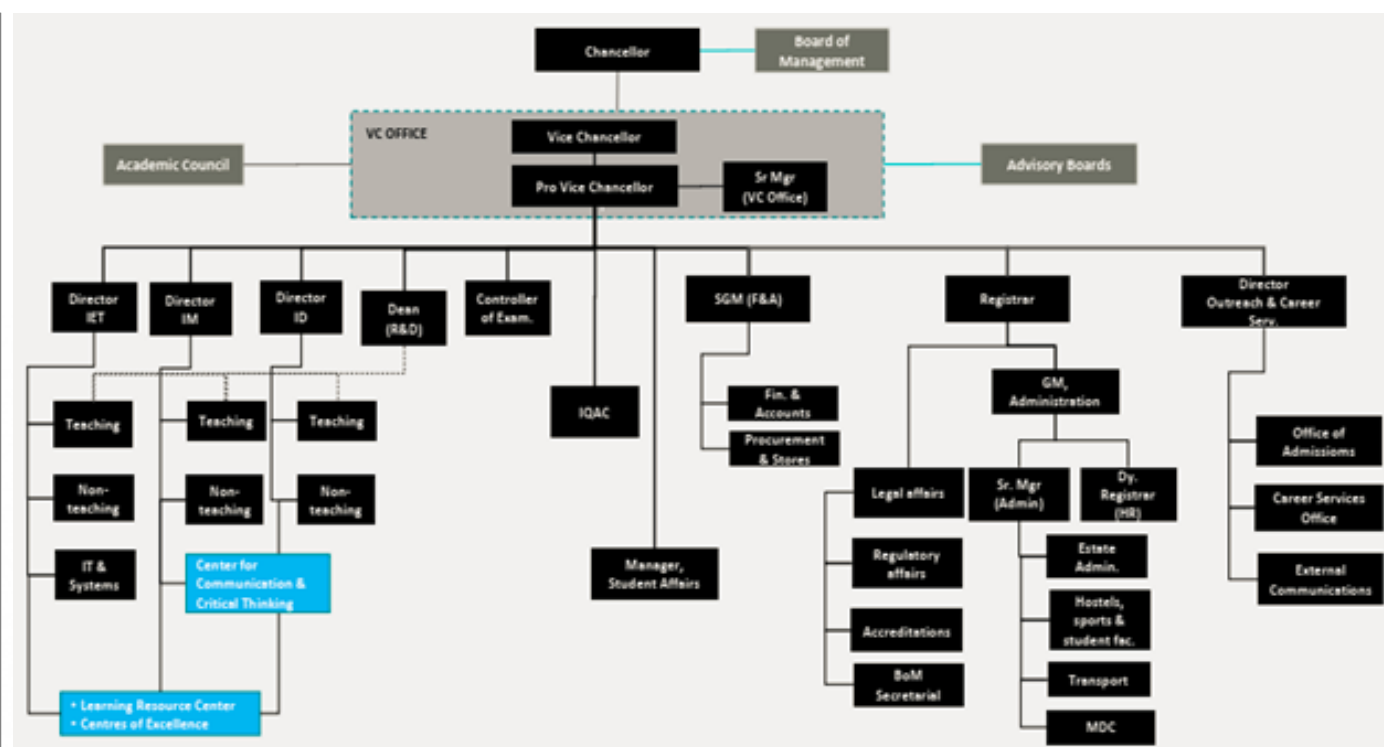 Chancellor
Board of
Management
VC OFFICE
Vice Chancellor
Academic Council
Pro Vice Chancellor
Sr Mgr
(VC Office)
Advisory Boards
Director
IET
Director
IM
Director
ID
Dean
(R&D)
Controller
of Exam.
SGM (F&A)
Registrar
Director
Outreach & Career
Serv.
Teaching
Teaching
Teaching
IQAC
Fin. &
Accounts
Procurement
& Stores
GM,
Administration
Office of
Admissioms
Non-
teaching
Non-
teaching
Non-
teaching
Legal affairs
Sr. Mgr
(Admin)
Dy.
Registrar
(HR)
Career Services
Office
IT &
Systems
Center for
Communication &
Critical Thinking
Manager,
Student Affairs
Regulatory
affairs
Estate
Admin.
External
Communications
Accreditations
Hostels,
sports &
student fac.
BoM
Secretarial
Transport
• Learning Resource Center
• Centres of Excellence
MDC